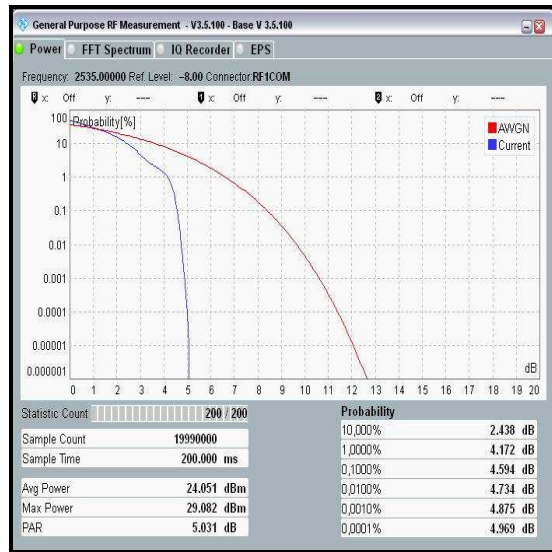 General Purpose RF Measurement - V3.5.100 - Base V 3.5.100
Power FFT Spectrum IQ Recorder EPS
Frequency: 2535.00000 Ref. Level: -8.00 Connector:RF1COM
x: Off y: --- x: Off y: --- x: Off y: ---
Probability[%]
AWGN
Current
100
10
1
0.1
0.01
0.001
0.0001
0.00001
0.000001
dB
0 1 2 3 4 5 6 7 8 9 10 11 12 13 14 15 16 17 18 19 20
Statistic Count 200 / 200
Sample Count 19990000
Sample Time 200.000 ms
Avg Power 24.051 dBm
Max Power 29.082 dBm
PAR 5.031 dB
Probability
10,000% 2.438 dB
1,0000% 4.172 dB
0,1000% 4.594 dB
0,0100% 4.734 dB
0,0010% 4.875 dB
0,0001% 4.969 dB